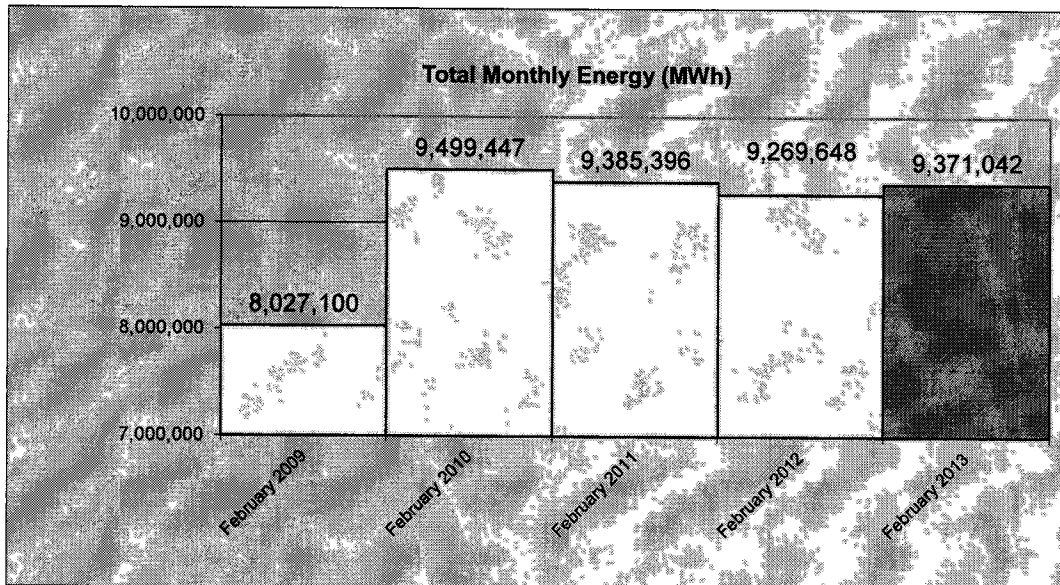 Total Monthly Energy (MWh)
10,000,000
9,000,000
8,000,000
7,000,000
8,027,100
9,499,447
9,385,396
9,269,648
9,371,042
February 2009
February 2010
February 2011
February 2012
February 2013